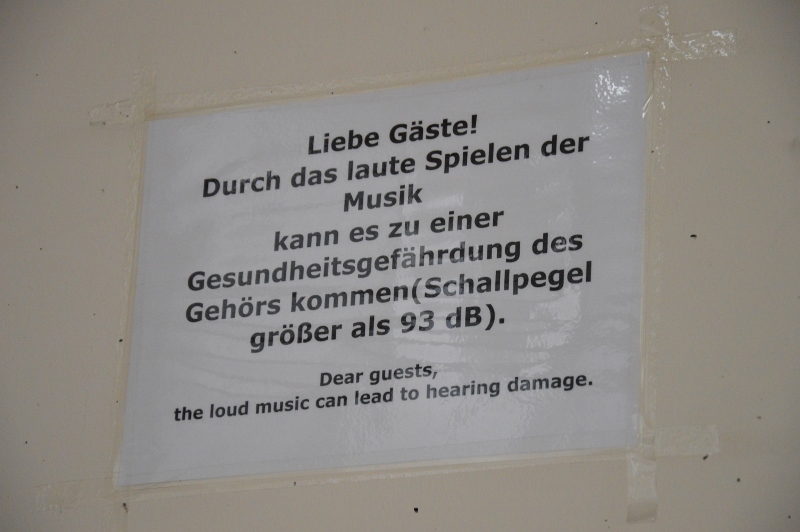 Liebe Gäste!
Durch das laute Spielen der
Musik
kann es zu einer
Gesundheitsgefährdung des
Gehörs kommen(Schallpegel
größer als 93 dB).
Dear guests,
the loud music can lead to hearing damage.